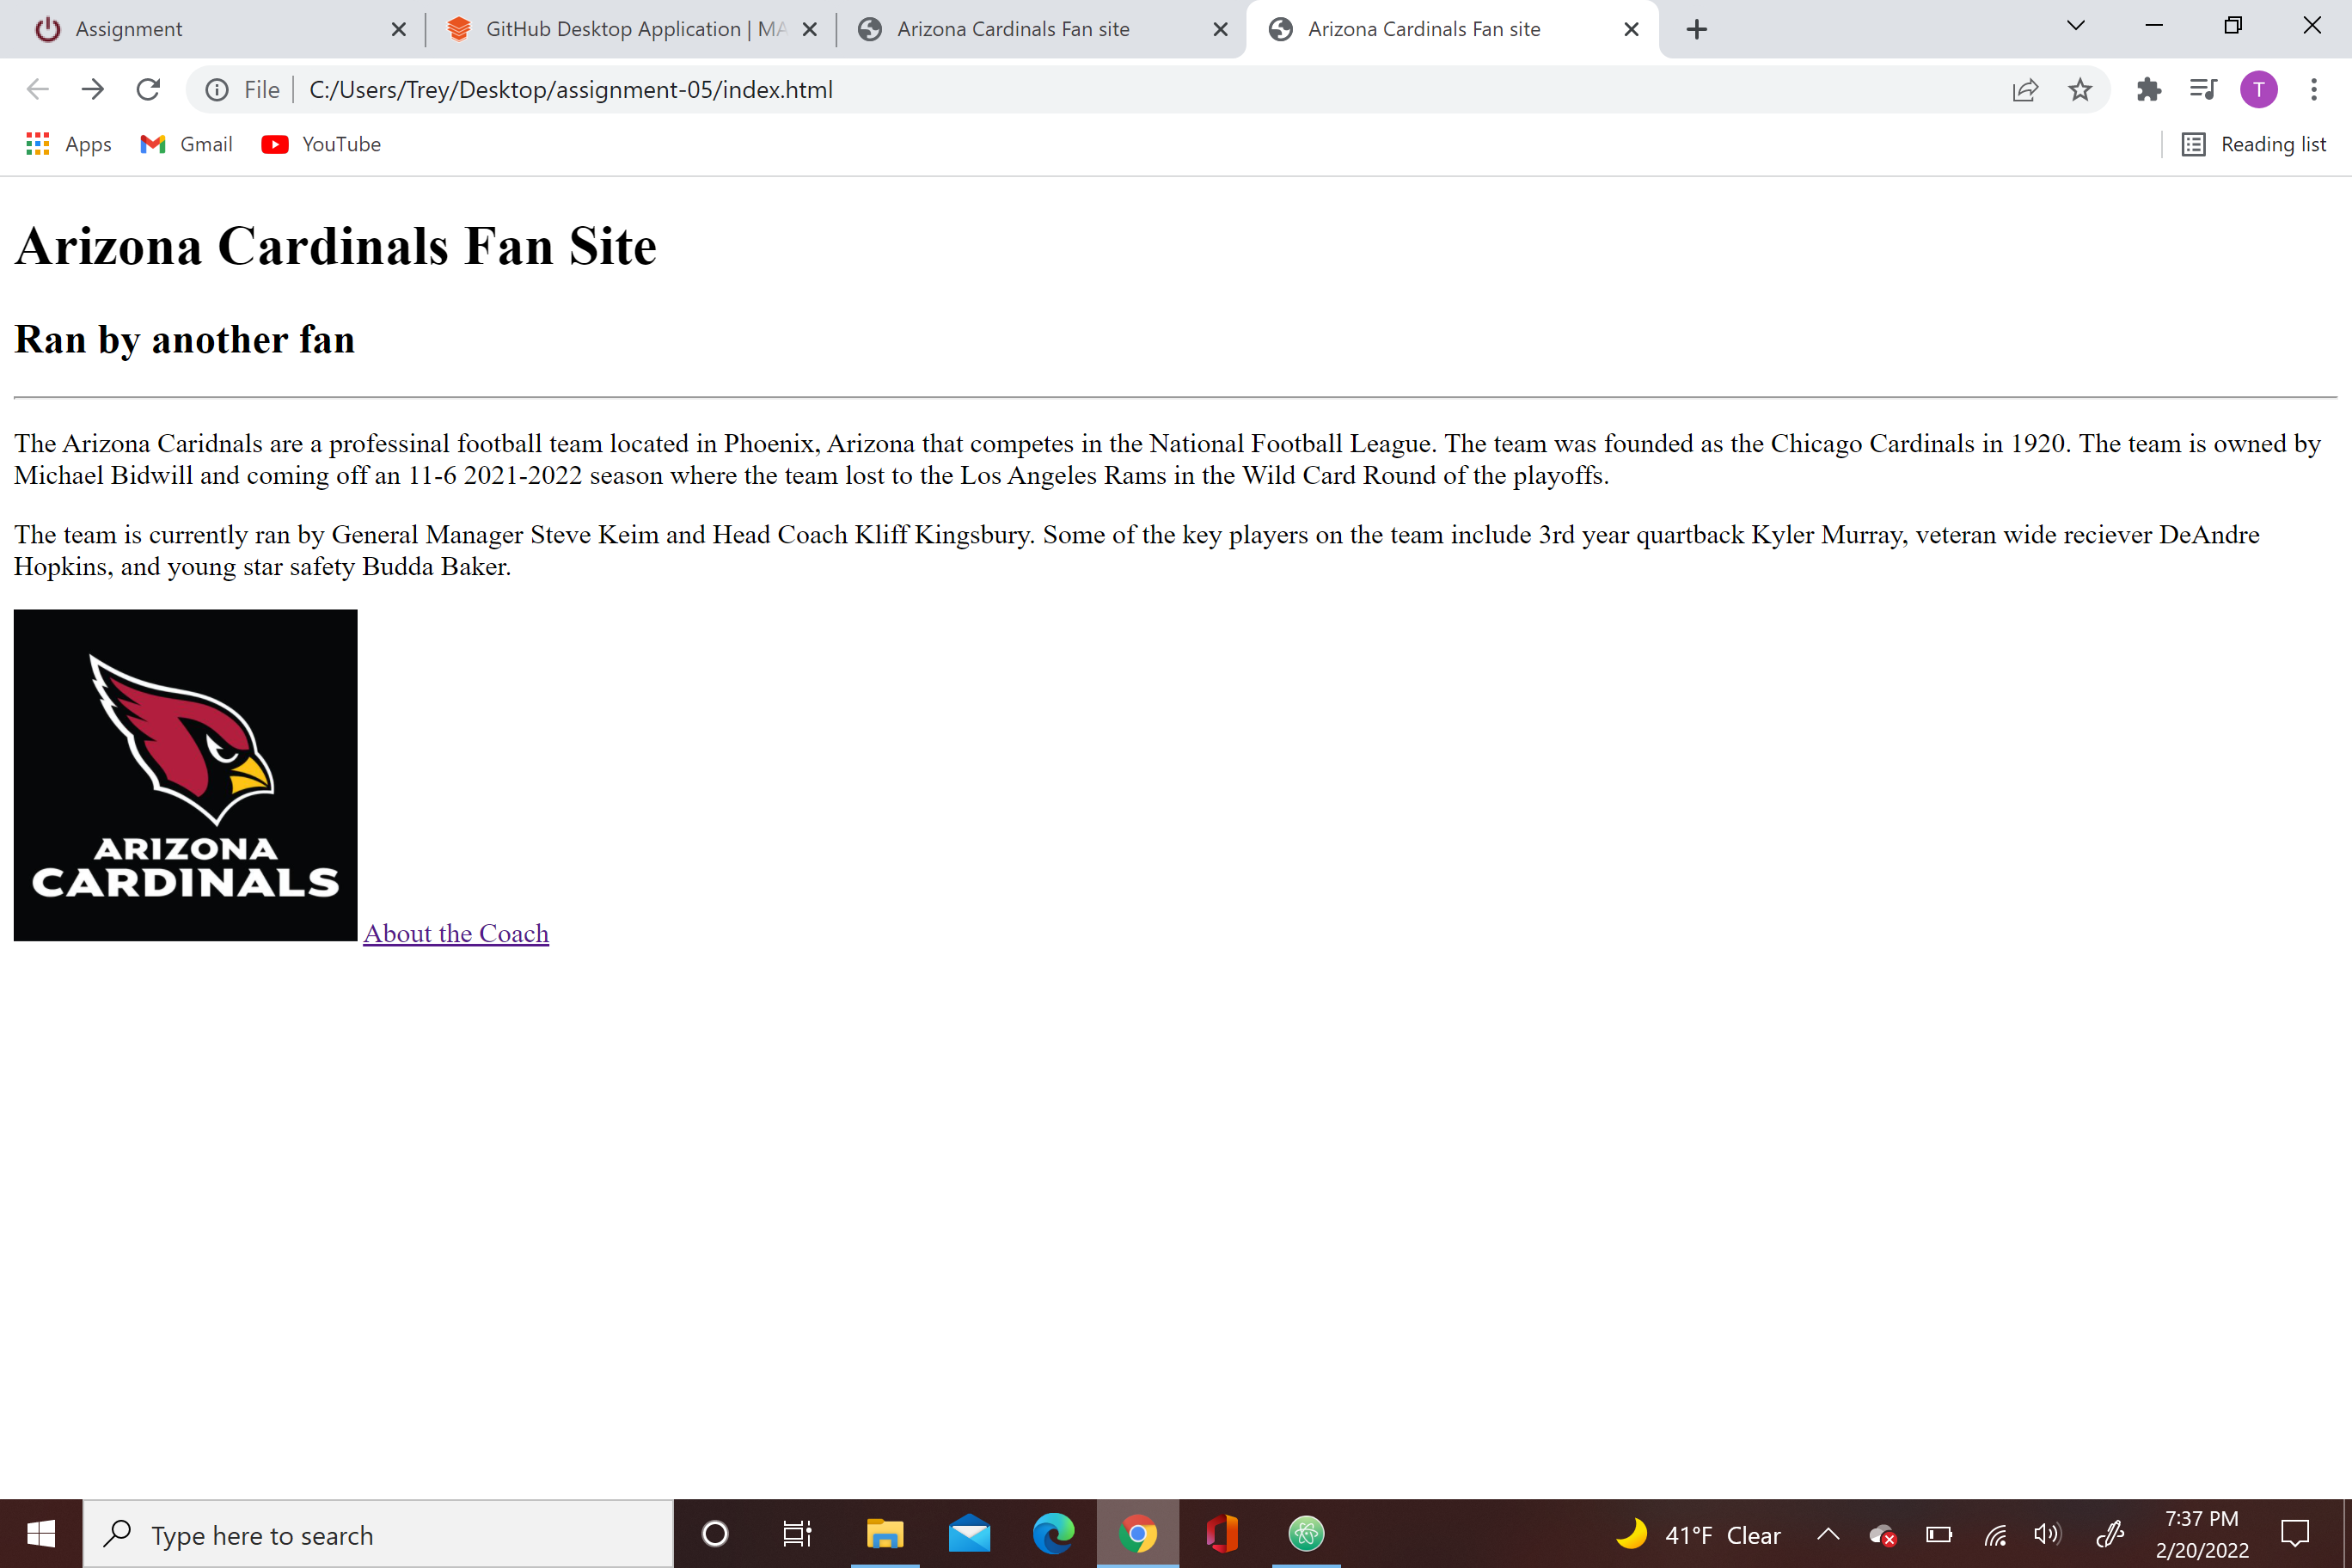 Assignment
GitHub Desktop Application | MA
Arizona Cardinals Fan site
Arizona Cardinals Fan site
File
C:/Users/Trey/Desktop/assignment-05/index.html
T
Apps
Gmail
YouTube
Reading list
Arizona Cardinals Fan Site
Ran by another fan
The Arizona Caridnals are a professinal football team located in Phoenix, Arizona that competes in the National Football League. The team was founded as the Chicago Cardinals in 1920. The team is owned by
Michael Bidwill and coming off an 11-6 2021-2022 season where the team lost to the Los Angeles Rams in the Wild Card Round of the playoffs.
The team is currently ran by General Manager Steve Keim and Head Coach Kliff Kingsbury. Some of the key players on the team include 3rd year quartback Kyler Murray, veteran wide reciever DeAndre
Hopkins, and young star safety Budda Baker.
ARIZONA
CARDINALS
About the Coach
Type here to search
41°F Clear
7:37 PM
2/20/2022